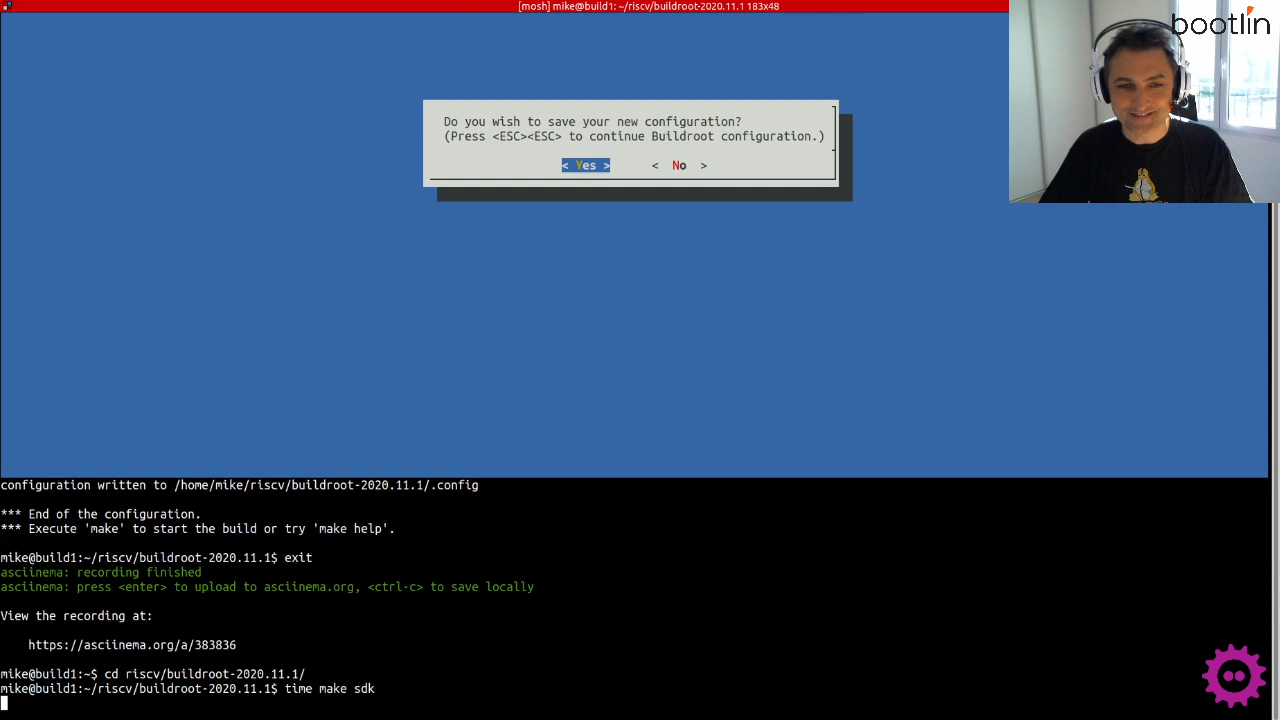 [mosh] mike@build1: ~/riscv/buildroot-2020.11.1 183x48
bootlin
Do you wish to save your new configuration?
(Press <ESC><ESC> to continue Buildroot configuration.)
< Yes > < No >
configuration written to /home/mike/riscv/buildroot-2020.11.1/.config
*** End of the configuration.
*** Execute 'make' to start the build or try 'make help'.
mike@build1:~/riscv/buildroot-2020.11.1$ exit
asciinema: recording finished
asciinema: press <enter> to upload to asciinema.org, <ctrl-c> to save locally
View the recording at:
https://asciinema.org/a/383836
mike@build1:~$ cd riscv/buildroot-2020.11.1/
mike@build1:~/riscv/buildroot-2020.11.1$ time make sdk